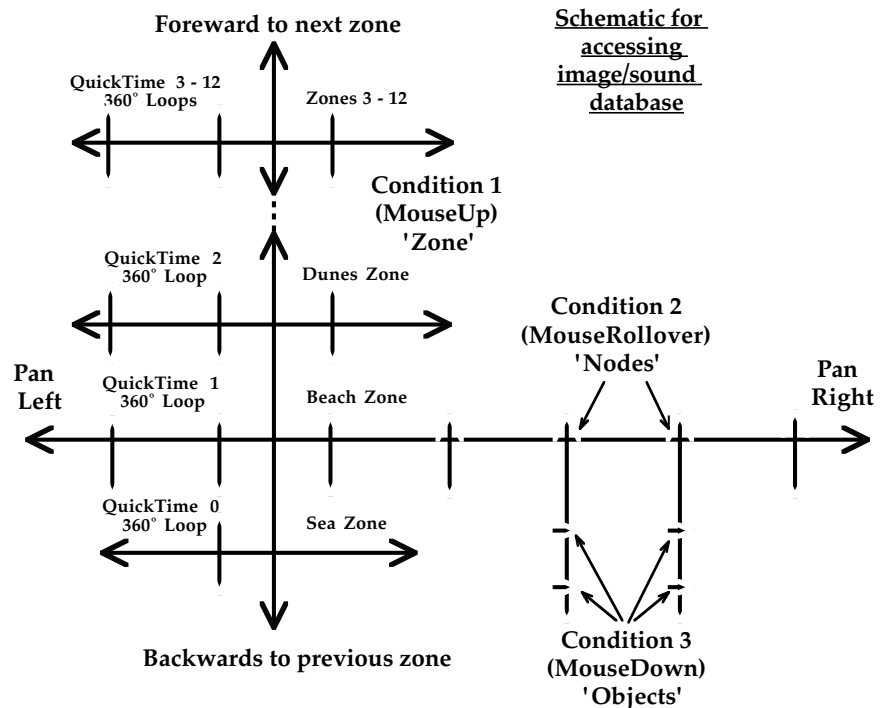 Foreward to next zone
Schematic for
accessing
image/sound
database
QuickTime 3 - 12
360° Loops
Zones 3 - 12
Condition 1
(MouseUp)
'Zone'
QuickTime 2
360° Loop
Dunes Zone
Condition 2
(MouseRollover)
'Nodes'
Pan
Left
QuickTime 1
360° Loop
Beach Zone
Pan
Right
QuickTime 0
360° Loop
Sea Zone
Backwards to previous zone
Condition 3
(MouseDown)
'Objects'